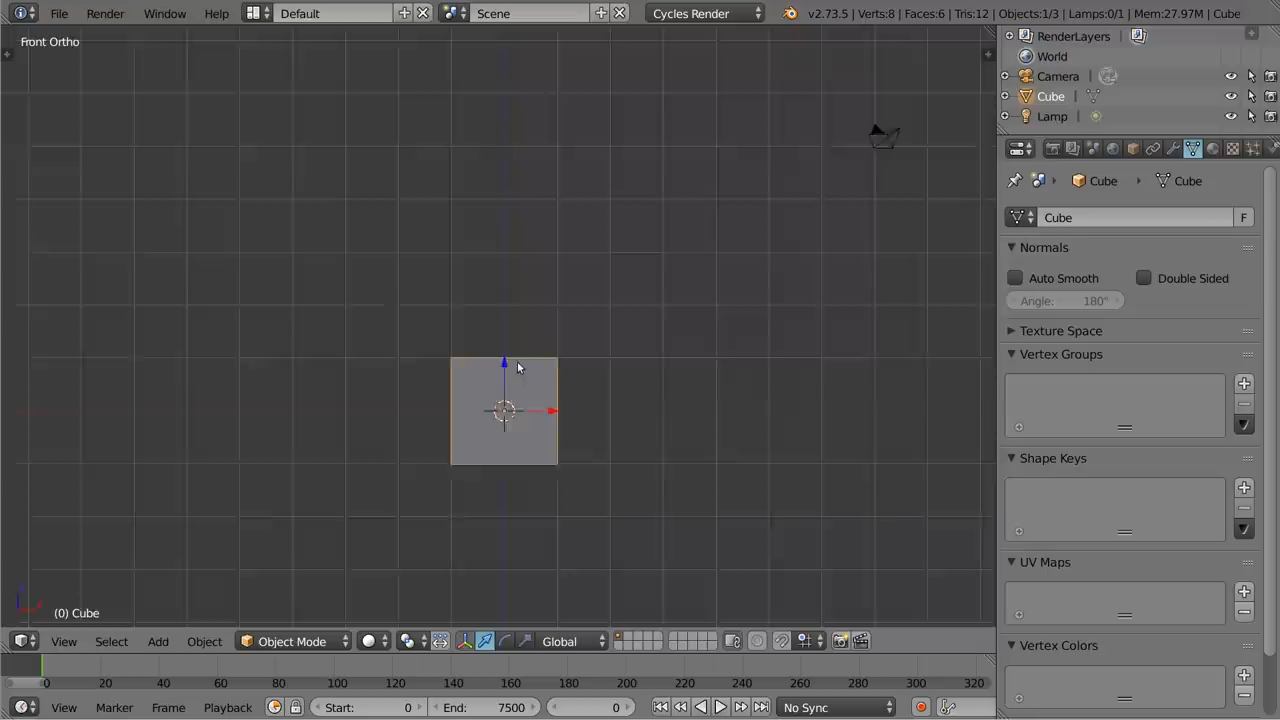 File Render Window Help Default Scene Cycles Render v2.73.5 | Verts:8 | Faces:6 | Tris:12 | Objects:1/3 | Lamps:0/1 | Mem:27.97M | Cube
Front Ortho
RenderLayers
World
Camera
Cube
Lamp
Cube Cube
Cube F
Normals
Auto Smooth Double Sided
Angle: 180°
Texture Space
Vertex Groups
Shape Keys
UV Maps
(0) Cube
View Select Add Object Object Mode Global
Vertex Colors
0 20 40 60 80 100 120 140 160 180 200 220 240 260 280 300 320
View Marker Frame Playback Start: 0 End: 7500 0 No Sync